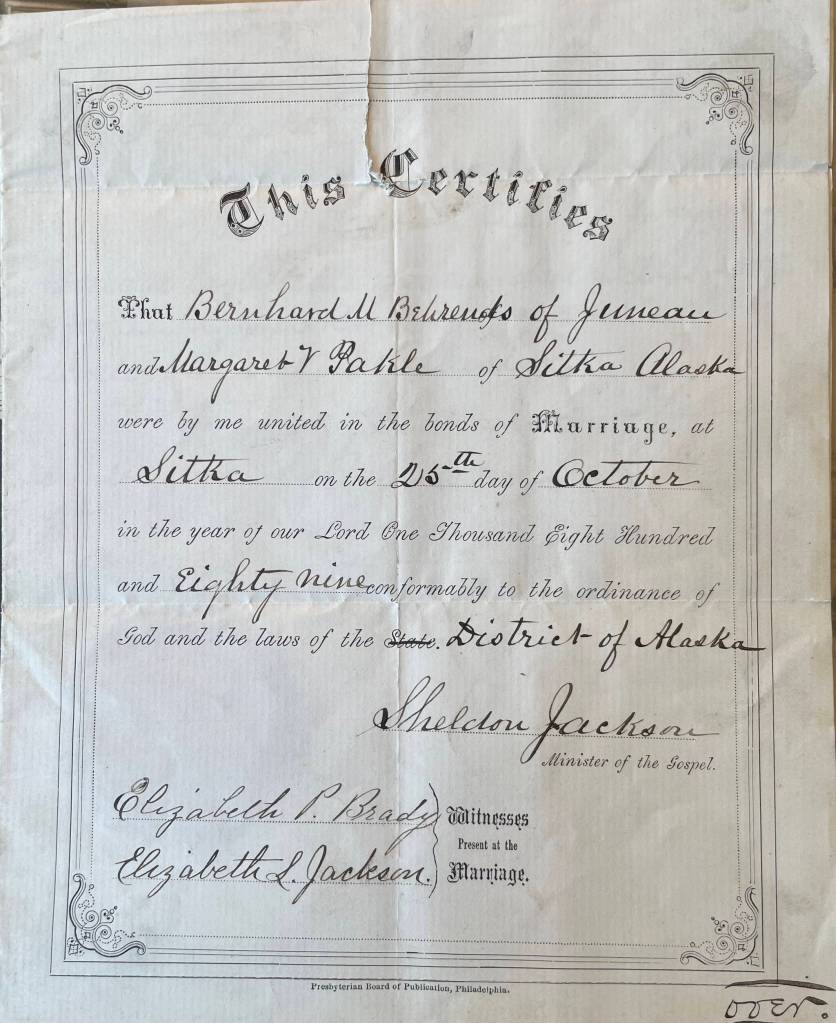 This Certifies
That Bernhard M Behrends of Juneau
and Margaret V Pakle of Sitka Alaska
were by me united in the bonds of Marriage, at
Sitka on the 25th day of October
in the year of our Lord One Thousand Eight Hundred
and Eighty nine conformably to the ordinance of
God and the laws of the State. District of Alaska
Sheldon Jackson
Minister of the Gospel.
Elizabeth P. Brady
Elizabeth L. Jackson.
Witnesses
Present at the
Marriage.
Presbyterian Board of Publication, Philadelphia.
over.